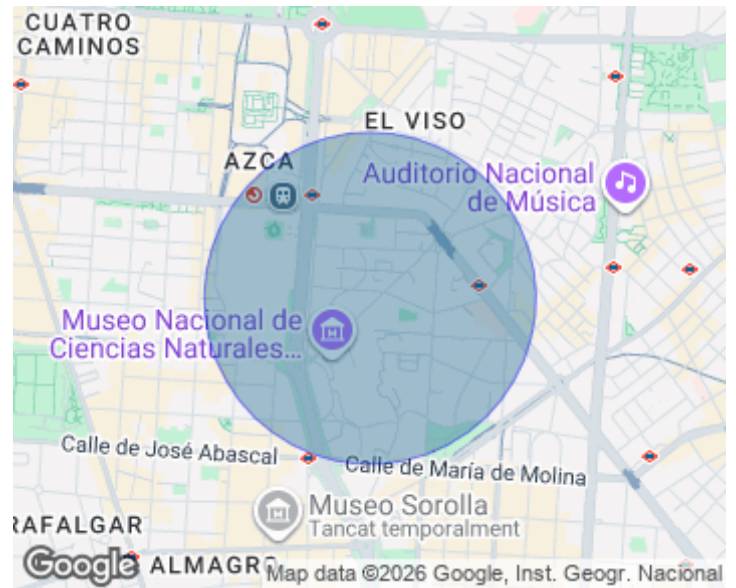 CUATRO
CAMINOS
EL VISO
AZCA
Auditorio Nacional
de Música
Museo Nacional de
Ciencias Naturales...
Calle de José Abascal
Calle de María de Molina
Museo Sorolla
Tancat temporalment
RAFALGAR
ALMAGR
Google
Map data ©2026 Google, Inst. Geogr. Nacional